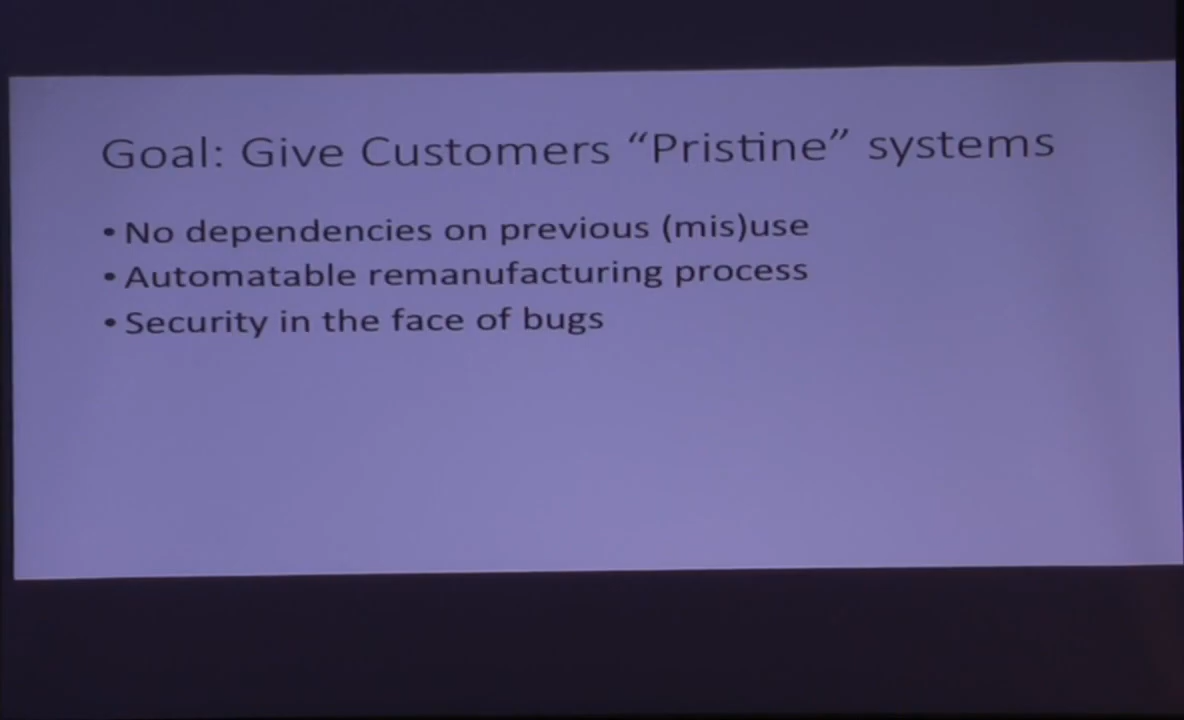 Goal: Give Customers “Pristine” systems
• No dependencies on previous (mis)use
• Automatable remanufacturing process
• Security in the face of bugs